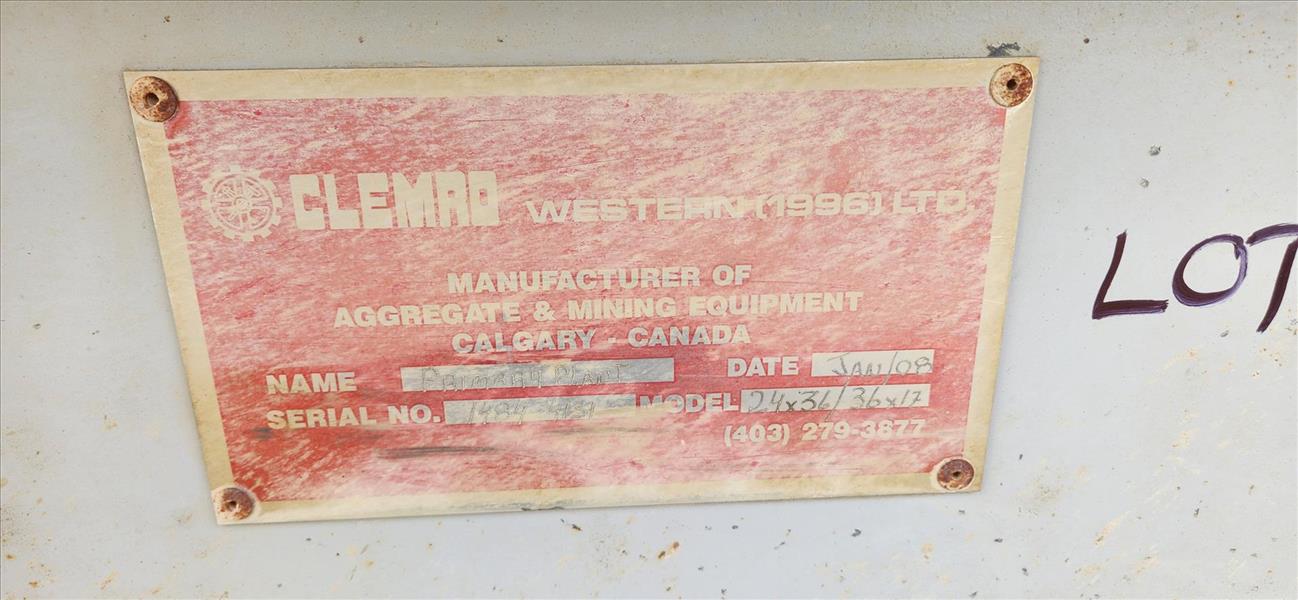 CLEMRO WESTERN (1996) LTD.
MANUFACTURER OF
AGGREGATE & MINING EQUIPMENT
CALGARY - CANADA
NAME PRIMARY PLANT DATE JAN/08
SERIAL NO. MODEL 24x36/36x17
(403) 279-3877
LOT